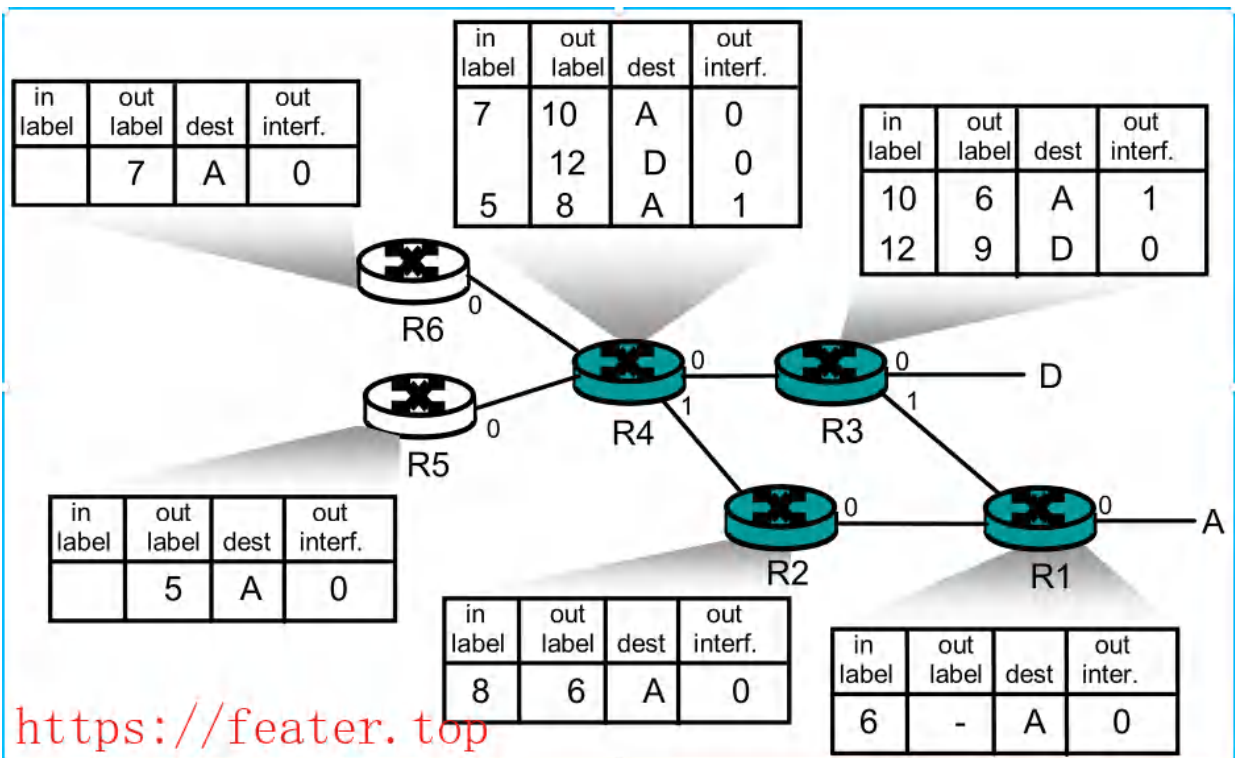 in out out
label label dest interf.
7 A 0
in out out
label label dest interf.
7 10 A 0
12 D 0
5 8 A 1
in out out
label label dest interf.
10 6 A 1
12 9 D 0
0
R6
0
R5
0
1
R4
0
1
R3
D
0
R2
0
R1
A
in out out
label label dest interf.
5 A 0
in out out
label label dest interf.
8 6 A 0
in out out
label label dest inter.
6 - A 0
https://feater.top